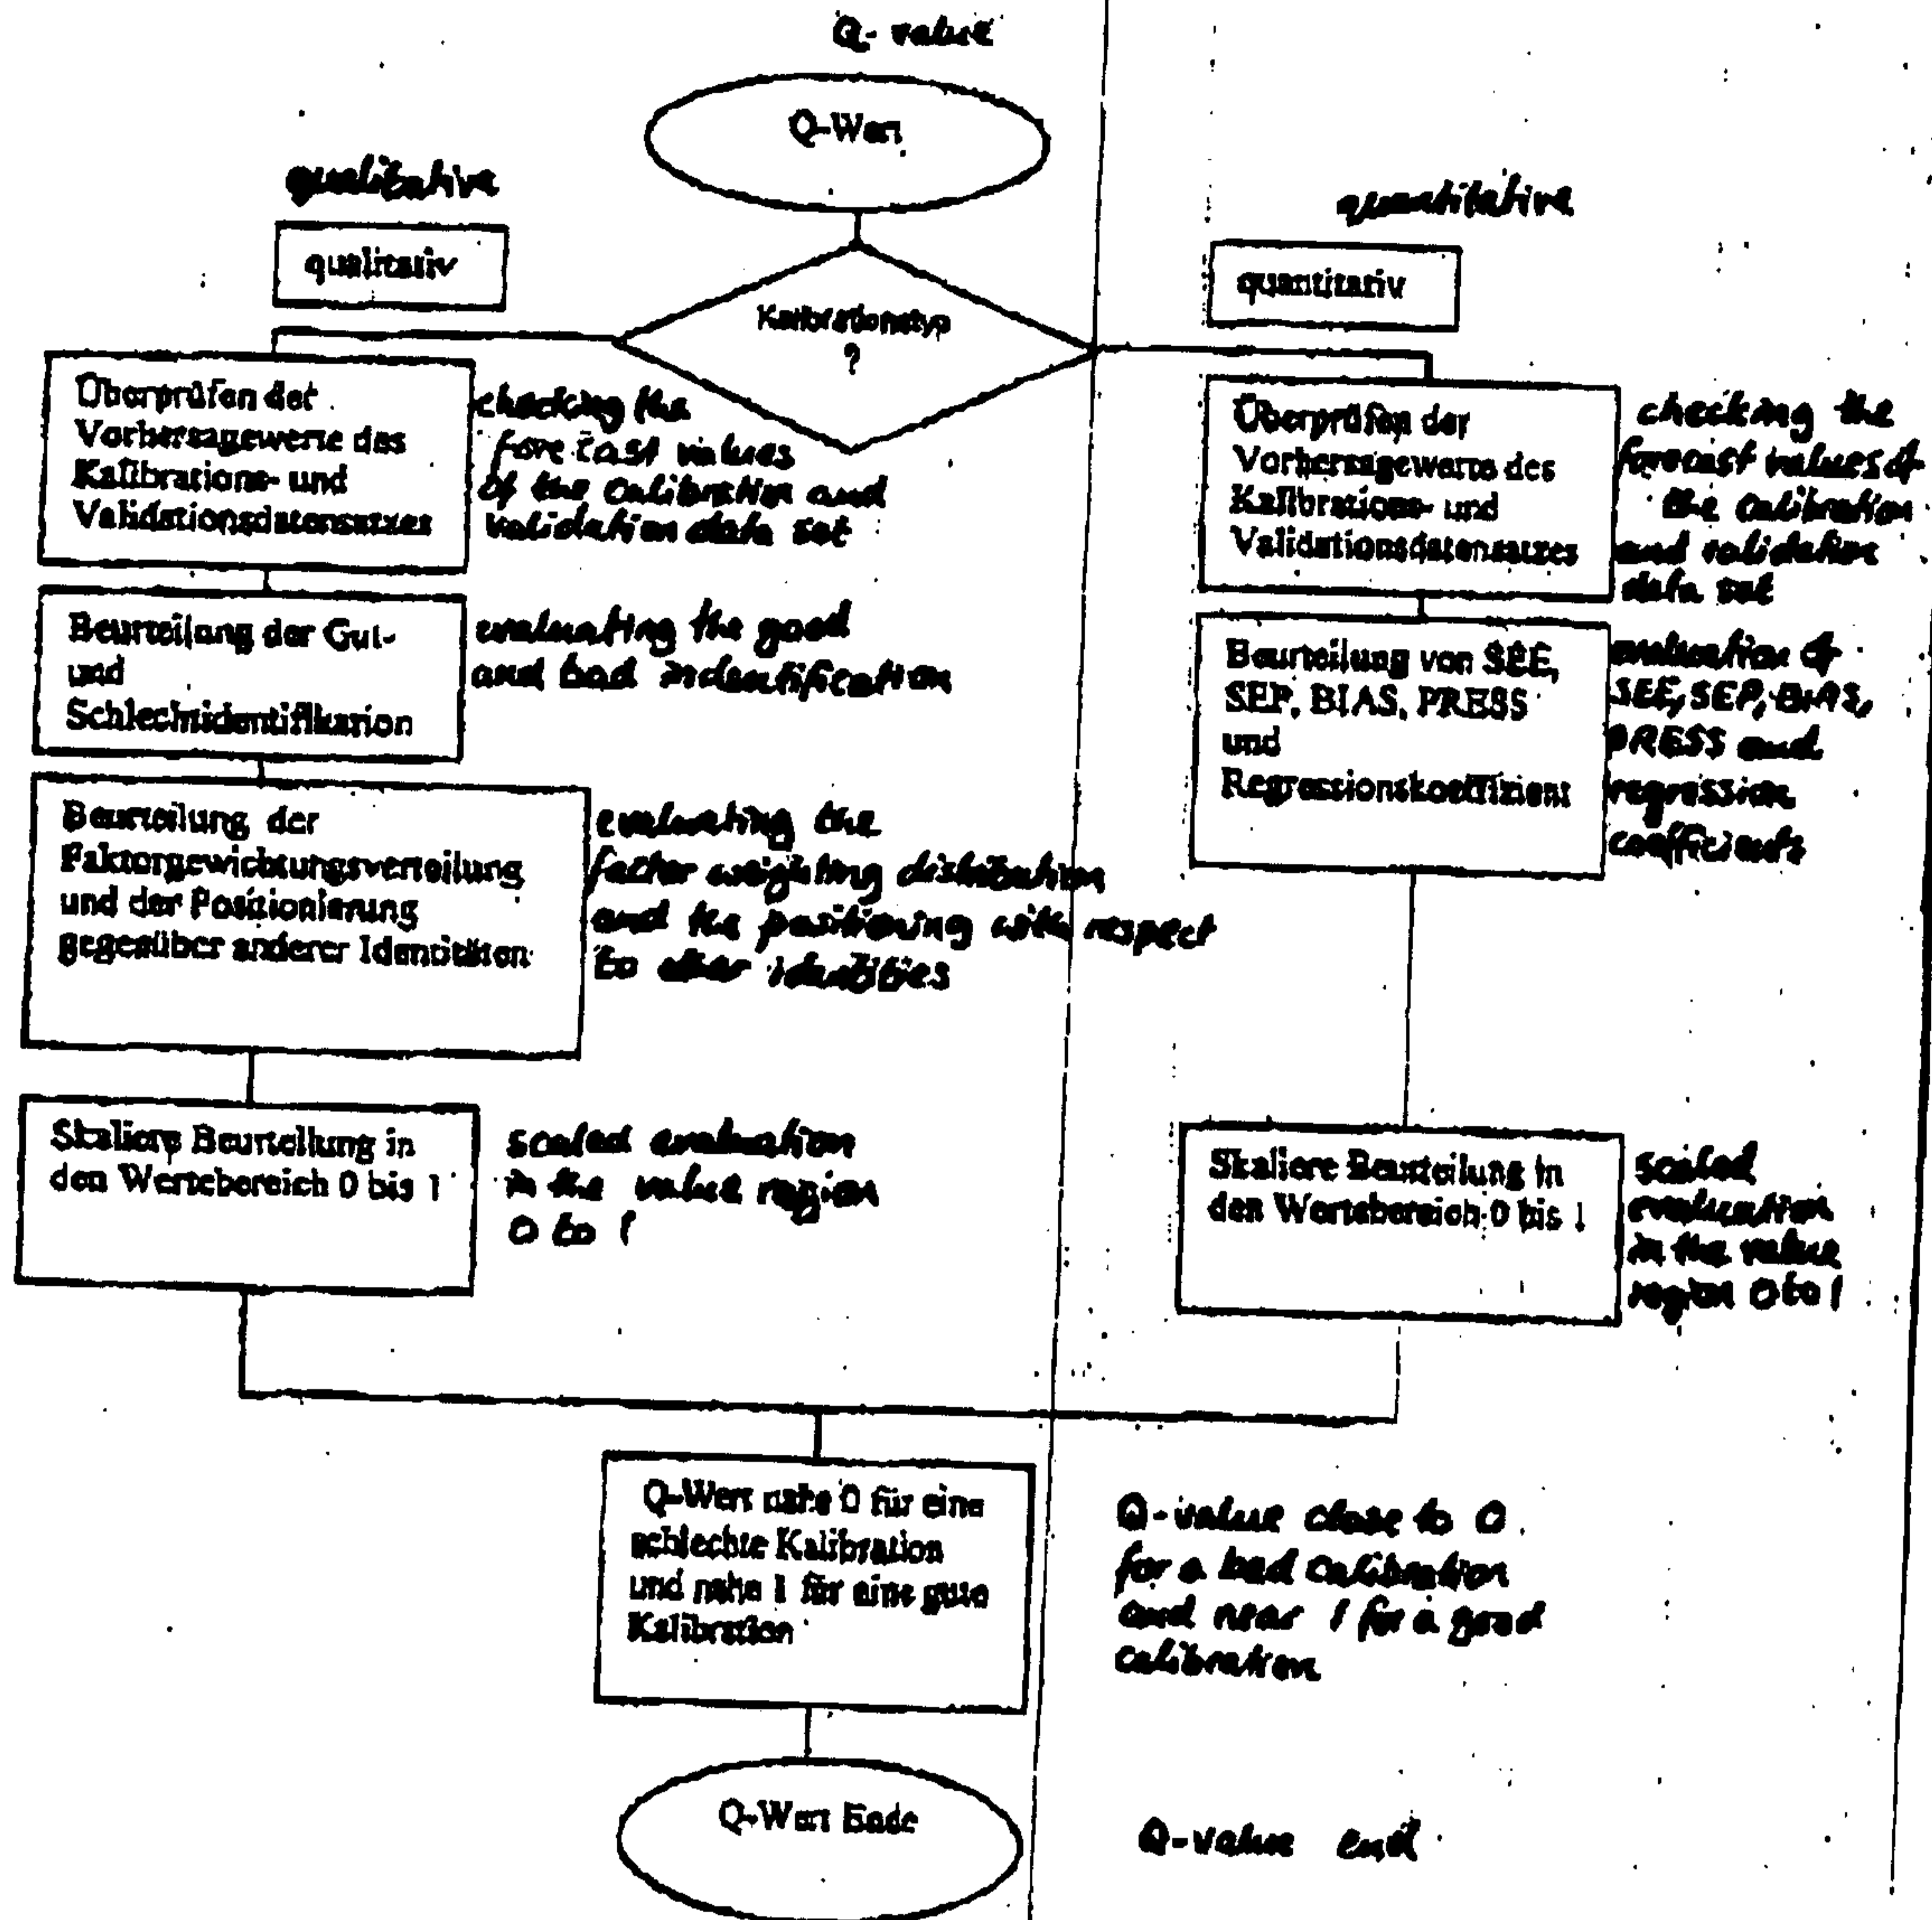 Q-value
Q-Wert
qualitative
qualitativ
quantitative
quantitativ
Kalibrationstyp
?
Überprüfen der
Vorhersagewerte des
Kalibrations- und
Validationsdatensatzes
checking the
forecast values
of the calibration and
validation data set
Beurteilung der Gut-
und
Schlechtidentifikation
evaluating the good
and bad indentification
Beurteilung der
Faktorgewichtungsverteilung
und der Positionierung
gegenüber anderer Identitäten
evaluating the
factor weighting distribution
and the positioning with respect
to other identities
Skaliere Beurteilung in
den Wertebereich 0 bis 1
scaled evaluation
in the value region
0 to 1
Überprüfen der
Vorhersagewerte des
Kalibrations- und
Validationsdatensatzes
checking the
forecast values of
the calibration
and validation
data set
Beurteilung von SEE,
SEP, BIAS, PRESS
und
Regressionskoeffizient
evaluation of
SEE, SEP, BIAS,
PRESS and
regression
coefficients
Skaliere Beurteilung in
den Wertebereich 0 bis 1
scaled
evaluation
in the value
region 0 to 1
Q-Wert nahe 0 für eine
schlechte Kalibration
und nahe 1 für eine gute
Kalibration
Q-value close to 0
for a bad calibration
and near 1 for a good
calibration
Q-Wert Ende
Q-value end